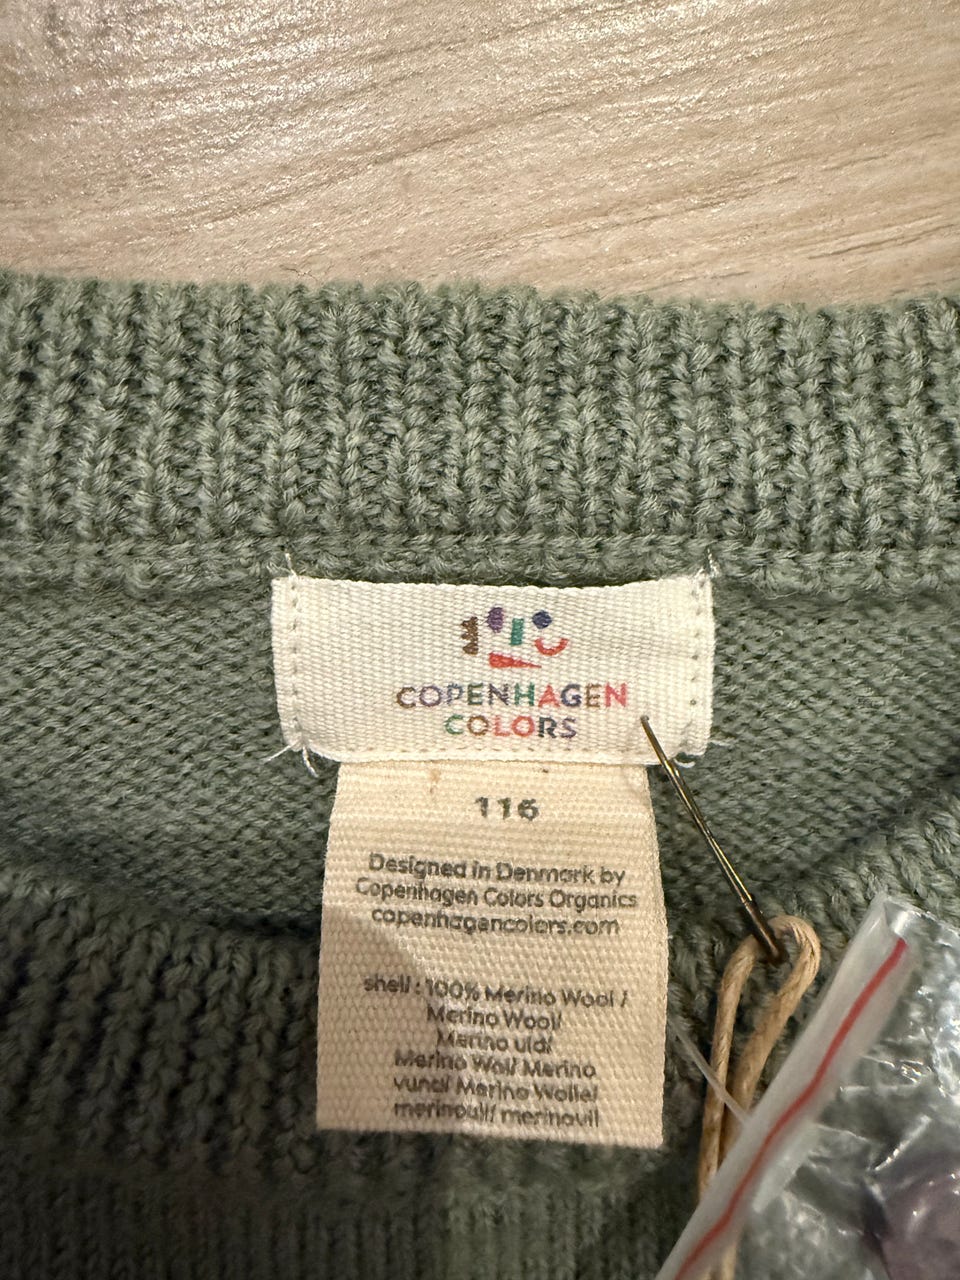 COPENHAGEN
COLORS
116
Designed in Denmark by
Copenhagen Colors Organics
copenhagencolors.com
shell : 100% Merino Wool /
Merino Wool/
Merino uld/
Merino Wol/ Merino
vuna/ Merino Wolle/
merinoull/ merinovil